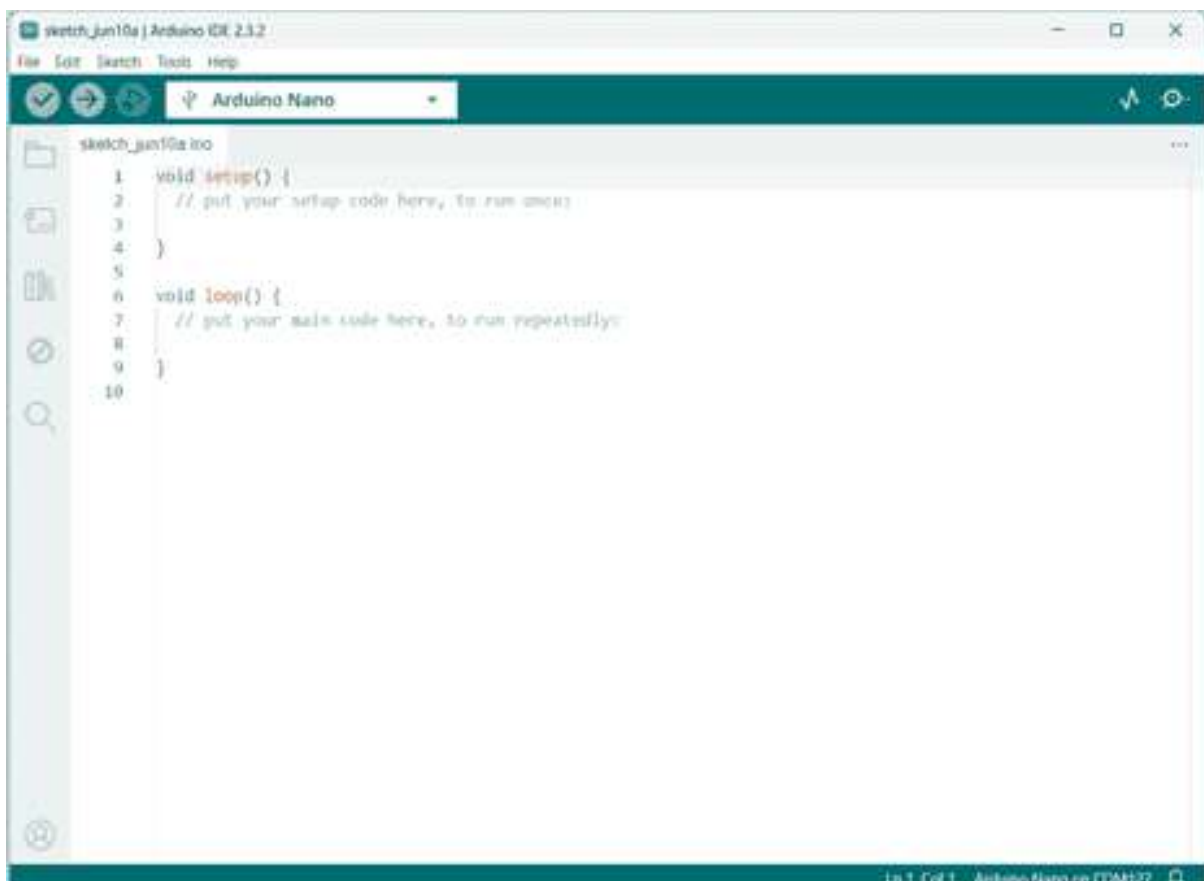 sketch_jun10a | Arduino IDE 2.3.2
File Edit Sketch Tools Help
Arduino Nano
sketch_jun10a.ino
1 void setup() {
2 // put your setup code here, to run once:
3
4 }
5
6 void loop() {
7 // put your main code here, to run repeatedly:
8
9 }
10
Ln 1, Col 1 Arduino Nano on